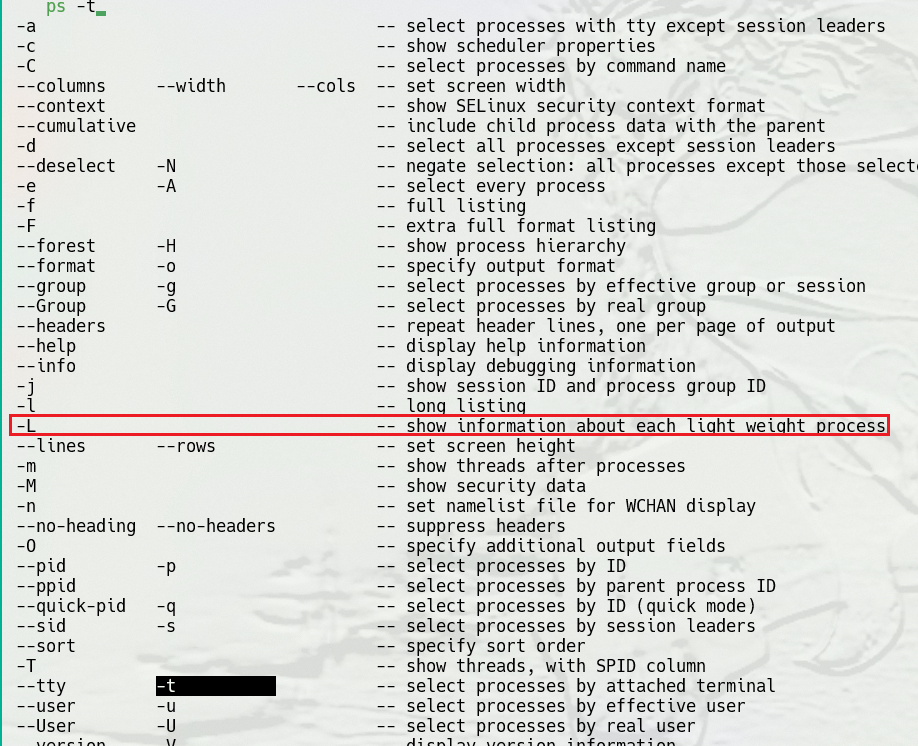 ps -t
-a -- select processes with tty except session leaders
-c -- show scheduler properties
-C -- select processes by command name
--columns --width --cols -- set screen width
--context -- show SELinux security context format
--cumulative -- include child process data with the parent
-d -- select all processes except session leaders
--deselect -N -- negate selection: all processes except those selecte
-e -A -- select every process
-f -- full listing
-F -- extra full format listing
--forest -H -- show process hierarchy
--format -o -- specify output format
--group -g -- select processes by effective group or session
--Group -G -- select processes by real group
--headers -- repeat header lines, one per page of output
--help -- display help information
--info -- display debugging information
-j -- show session ID and process group ID
-l -- long listing
-L -- show information about each light weight process
--lines --rows -- set screen height
-m -- show threads after processes
-M -- show security data
-n -- set namelist file for WCHAN display
--no-heading --no-headers -- suppress headers
-O -- specify additional output fields
--pid -p -- select processes by ID
--ppid -- select processes by parent process ID
--quick-pid -q -- select processes by ID (quick mode)
--sid -s -- select processes by session leaders
--sort -- specify sort order
-T -- show threads, with SPID column
--tty -t -- select processes by attached terminal
--user -u -- select processes by effective user
--User -U -- select processes by real user
--version -V -- display version information